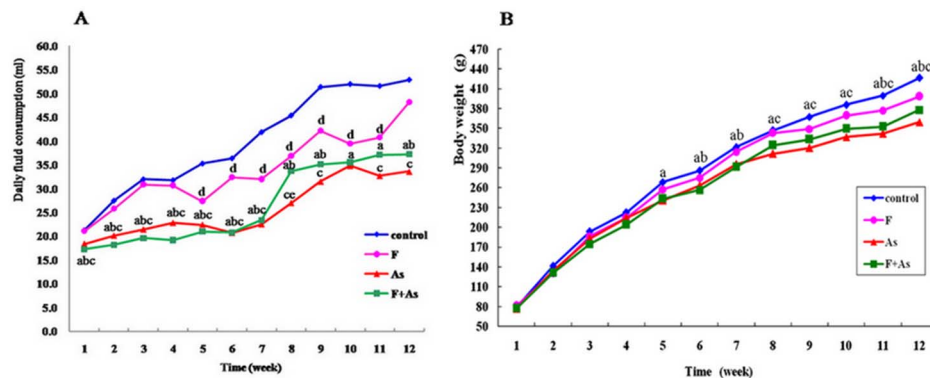 A
Daily fluid consumption (ml)
60.0
55.0
50.0
45.0
40.0
35.0
30.0
25.0
20.0
15.0
10.0
5.0
0.0
d d d d d d d
ab ab a a ab
cc c c c
abc abc abc abc abc abc
abc
control
F
As
F+As
1 2 3 4 5 6 7 8 9 10 11 12
Time (week)
B
Body weight (g)
470
440
410
380
350
320
290
260
230
200
170
140
110
80
50
a ab ab ac ac ac abc abc
control
F
As
F+As
1 2 3 4 5 6 7 8 9 10 11 12
Time (week)